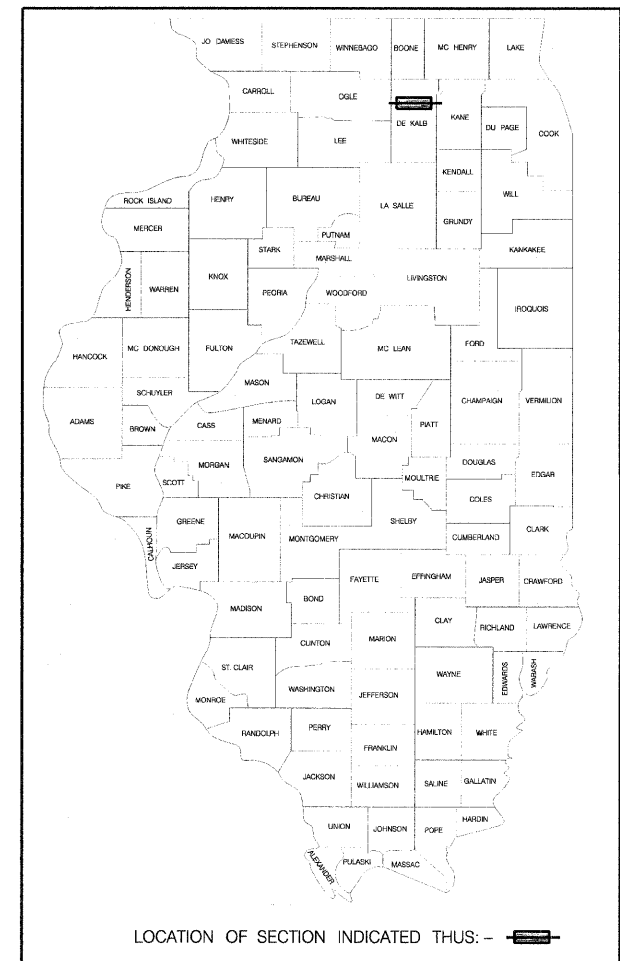 JO DAVIESS STEPHENSON WINNEBAGO BOONE MC HENRY LAKE
CARROLL OGLE DE KALB KANE DU PAGE COOK
WHITESIDE LEE
KENDALL WILL
ROCK ISLAND HENRY BUREAU LA SALLE GRUNDY
MERCER PUTNAM KANKAKEE
STARK MARSHALL LIVINGSTON
HENDERSON WARREN KNOX PEORIA WOODFORD IROQUOIS
HANCOCK MC DONOUGH FULTON TAZEWELL MC LEAN FORD
MASON
SCHUYLER LOGAN DE WITT CHAMPAIGN VERMILION
ADAMS BROWN CASS MENARD MACON PIATT
SANGAMON DOUGLAS
PIKE SCOTT MORGAN MOULTRIE EDGAR
CHRISTIAN COLES
CALHOUN GREENE MACOUPIN MONTGOMERY SHELBY CUMBERLAND CLARK
JERSEY FAYETTE EFFINGHAM JASPER CRAWFORD
MADISON BOND
CLAY RICHLAND LAWRENCE
CLINTON MARION
ST. CLAIR WAYNE EDWARDS WABASH
WASHINGTON JEFFERSON
MONROE
RANDOLPH PERRY HAMILTON WHITE
FRANKLIN
JACKSON WILLIAMSON SALINE GALLATIN
HARDIN
UNION JOHNSON POPE
ALEXANDER PULASKI MASSAC
LOCATION OF SECTION INDICATED THUS: -